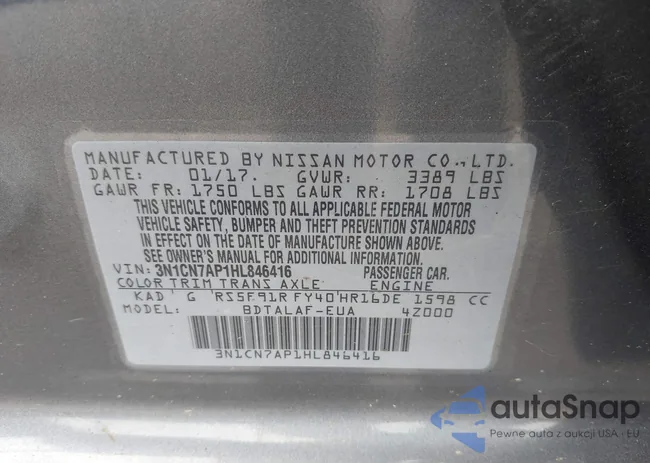 MANUFACTURED BY NISSAN MOTOR CO., LTD.
DATE: 01/17. GVWR: 3389 LBS
GAWR FR: 1750 LBS GAWR RR: 1708 LBS
THIS VEHICLE CONFORMS TO ALL APPLICABLE FEDERAL MOTOR
VEHICLE SAFETY, BUMPER AND THEFT PREVENTION STANDARDS
IN EFFECT ON THE DATE OF MANUFACTURE SHOWN ABOVE.
SEE OWNER'S MANUAL FOR ADDITIONAL INFORMATION.
VIN: 3N1CN7AP1HL846416 PASSENGER CAR.
COLOR TRIM TRANS AXLE ENGINE
KAD G RS5F91R FY40 HR16DE 1598 CC
MODEL: BDTALAF-EUA 4Z000
3N1CN7AP1HL846416
autoSnap
Pewne auta z aukcji USA - EU